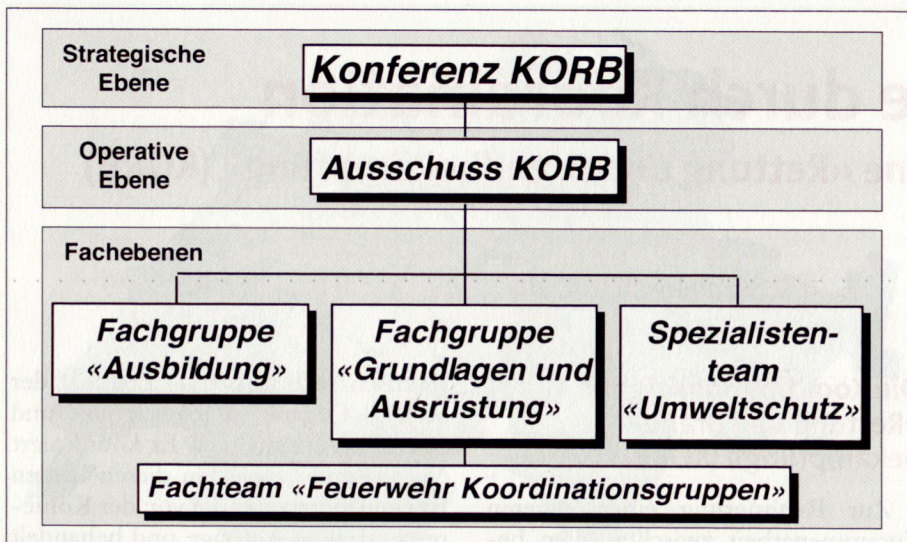 Strategische
Ebene
Konferenz KORB
Operative
Ebene
Ausschuss KORB
Fachebenen
Fachgruppe
«Ausbildung»
Fachgruppe
«Grundlagen und
Ausrüstung»
Spezialisten-
team
«Umweltschutz»
Fachteam «Feuerwehr Koordinationsgruppen»